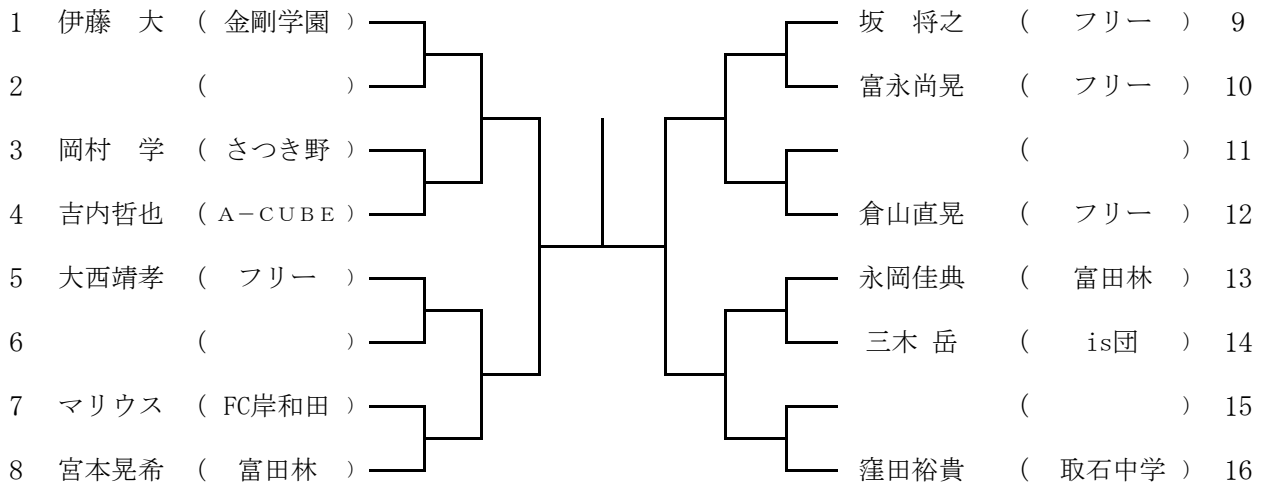 1 伊藤　大 （ 金剛学園 ）
2 （ ）
3 岡村　学 （ さつき野 ）
4 吉内哲也 （ A－CUBE ）
5 大西靖孝 （ フリー ）
6 （ ）
7 マリウス （ FC岸和田 ）
8 宮本晃希 （ 富田林 ）
坂　将之 （ フリー ） 9
富永尚晃 （ フリー ） 10
（ ） 11
倉山直晃 （ フリー ） 12
永岡佳典 （ 富田林 ） 13
三木 岳 （ is団 ） 14
（ ） 15
窪田裕貴 （ 取石中学 ） 16